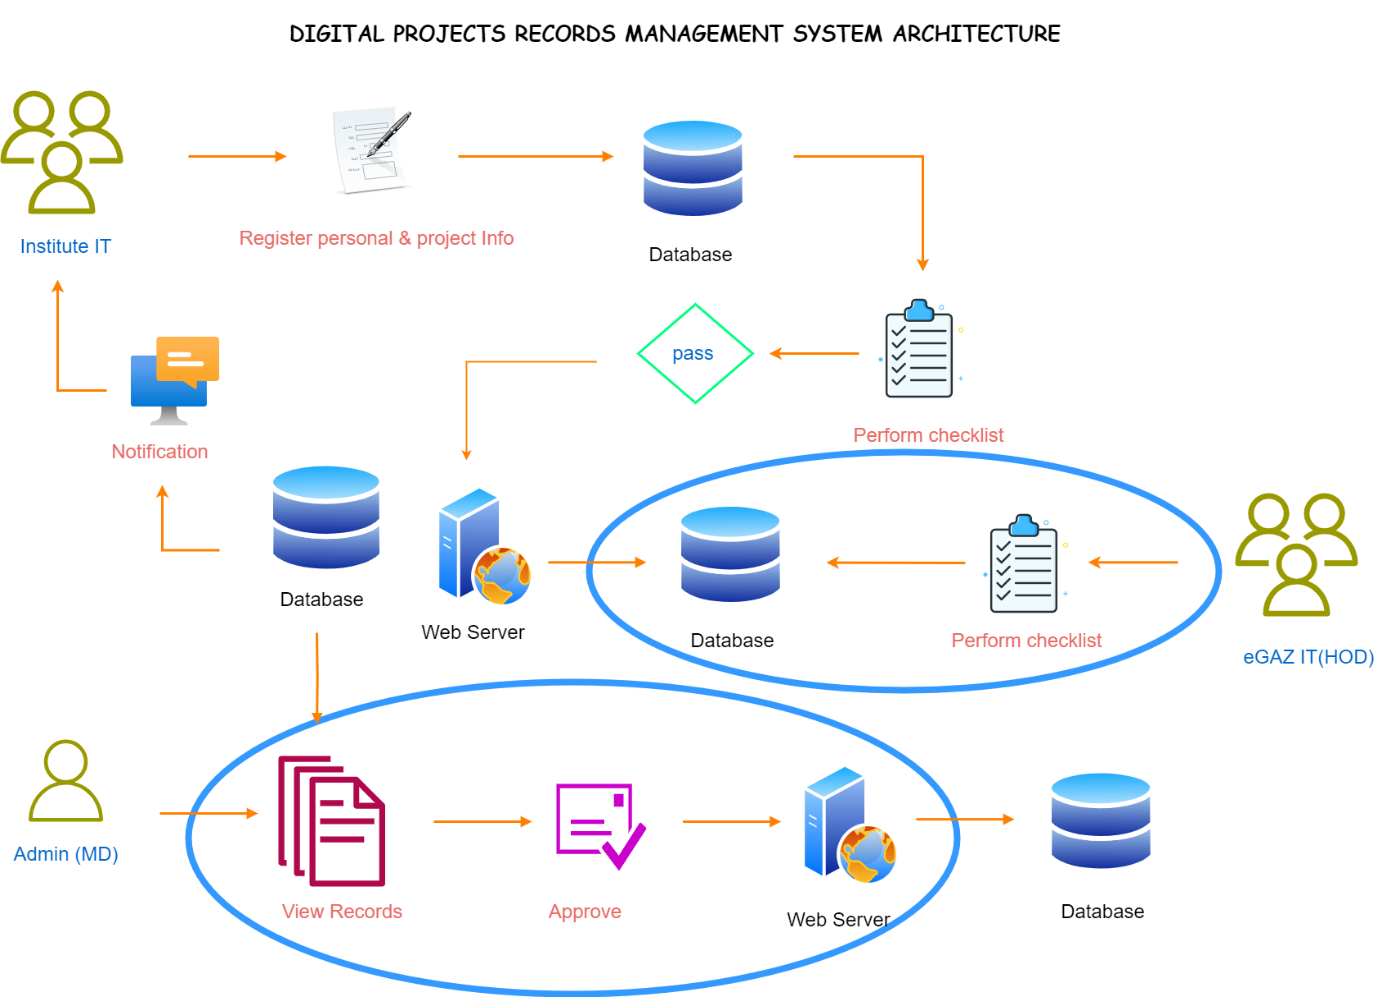 DIGITAL PROJECTS RECORDS MANAGEMENT SYSTEM ARCHITECTURE
Institute IT
Register personal & project Info
Database
pass
Perform checklist
Notification
Database
Web Server
Database
Perform checklist
eGAZ IT(HOD)
Admin (MD)
View Records
Approve
Web Server
Database